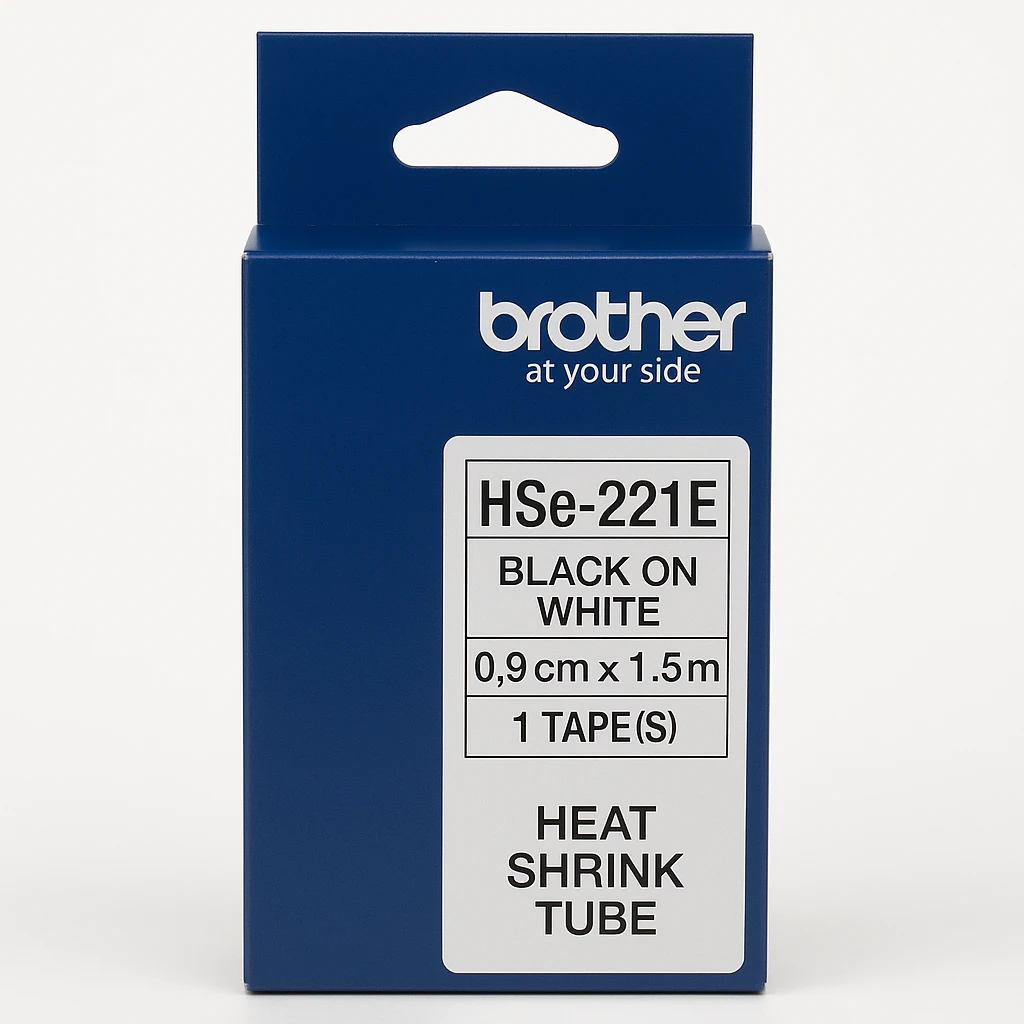 brother
at your side
HSe-221E
BLACK ON
WHITE
0,9 cm x 1.5 m
1 TAPE(S)
HEAT
SHRINK
TUBE